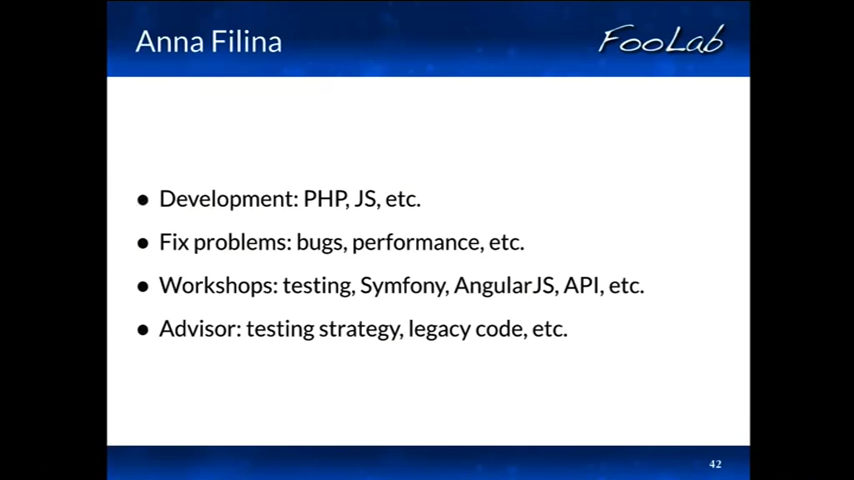 Anna Filina
FooLab
● Development: PHP, JS, etc.
● Fix problems: bugs, performance, etc.
● Workshops: testing, Symfony, AngularJS, API, etc.
● Advisor: testing strategy, legacy code, etc.
42